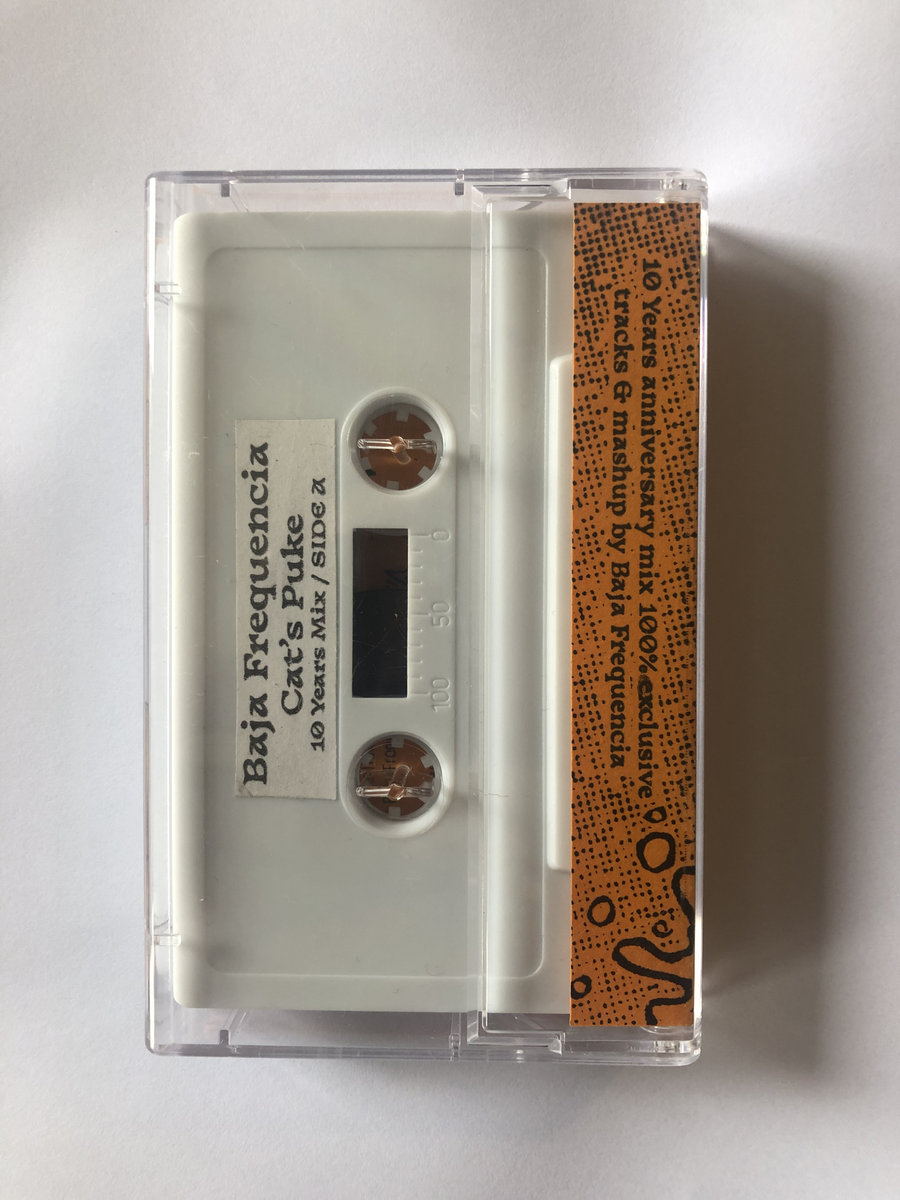 Baja Frequencia
Cat's Puke
10 Years Mix / SIDE A
0
50
100
10 Years anniversary mix 100% exclusive
tracks & mashup by Baja Frequencia